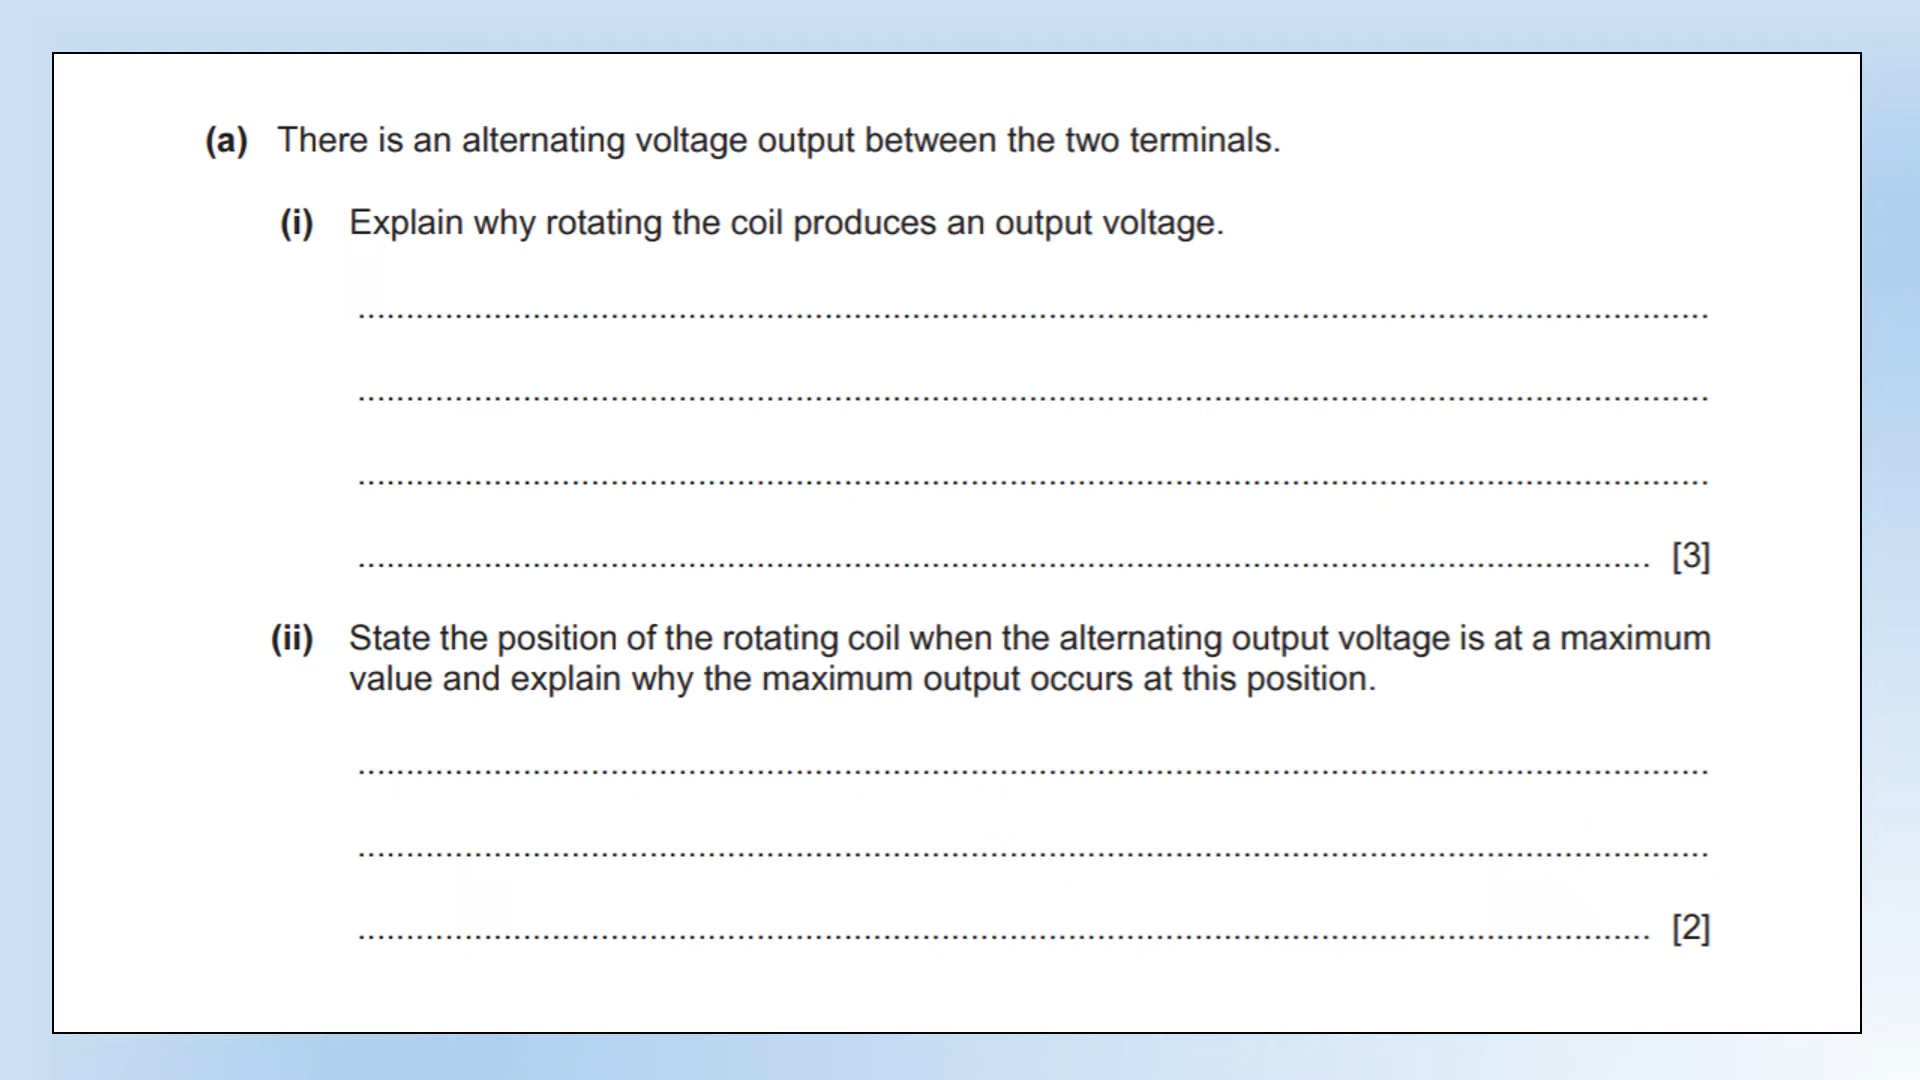 (a) There is an alternating voltage output between the two terminals.
(i) Explain why rotating the coil produces an output voltage.
[3]
(ii) State the position of the rotating coil when the alternating output voltage is at a maximum
value and explain why the maximum output occurs at this position.
[2]